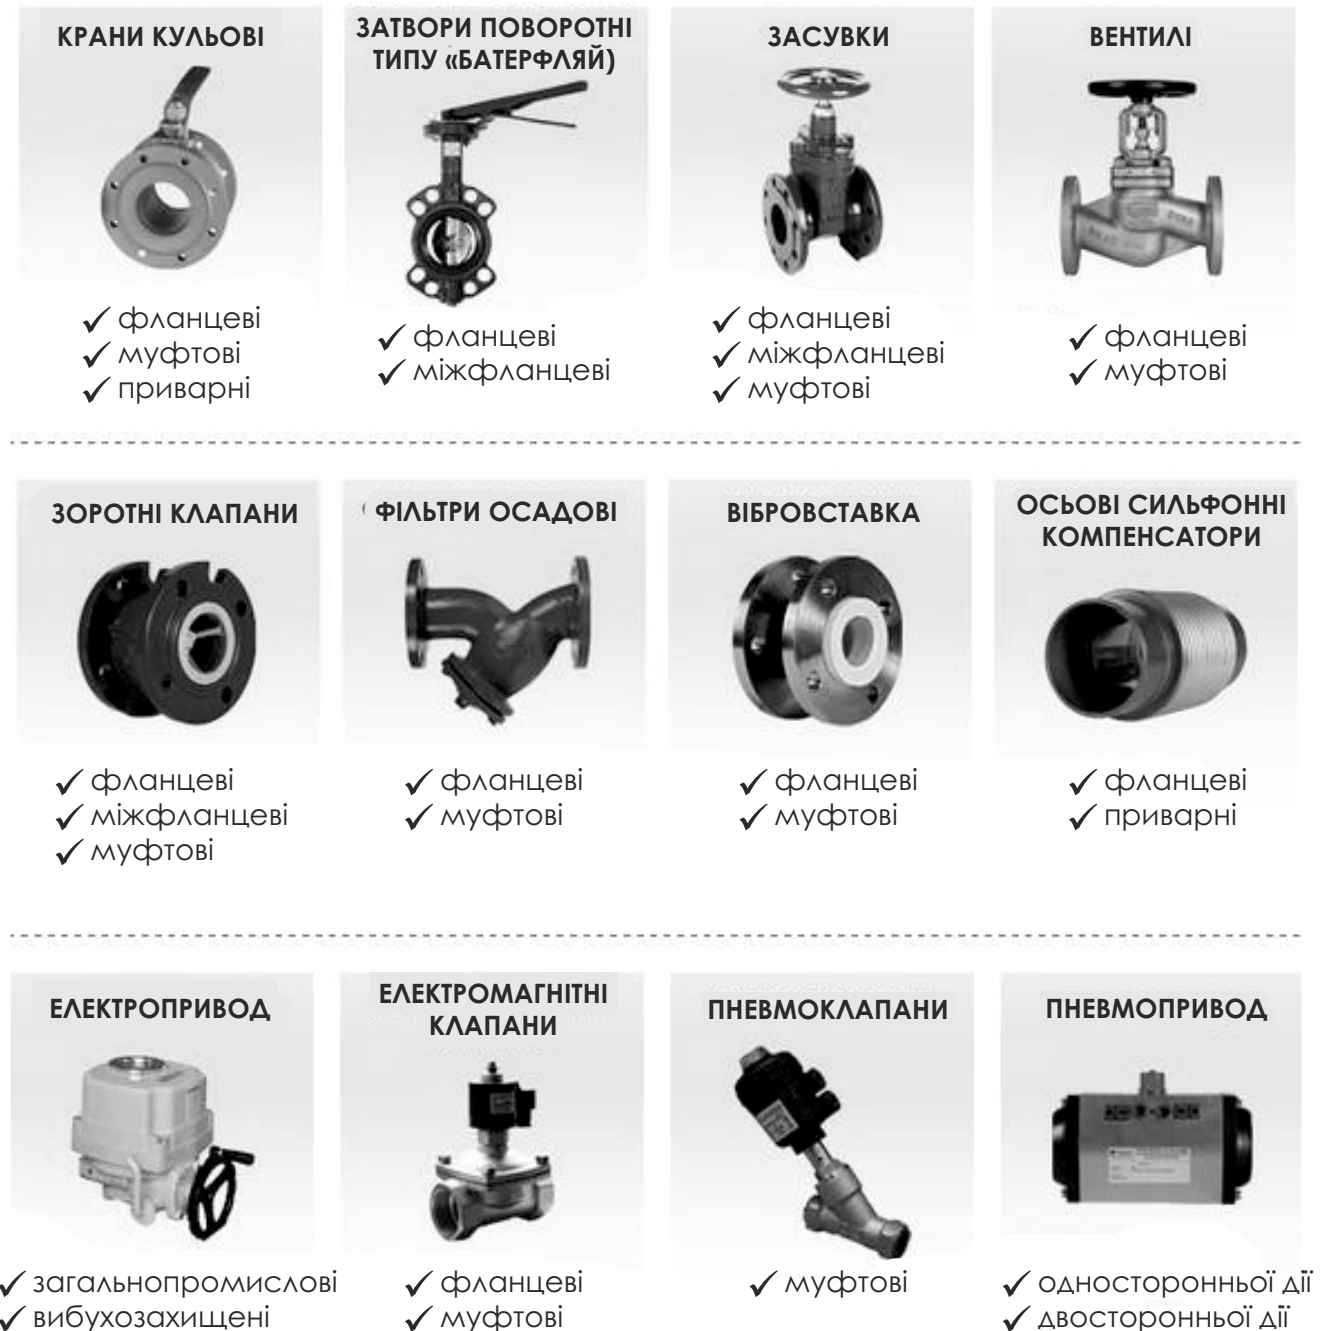 КРАНИ КУЛЬОВІ
фланцеві
муфтові
приварні
ЗАТВОРИ ПОВОРОТНІ
ТИПУ «БАТЕРФЛЯЙ)
фланцеві
міжфланцеві
ЗАСУВКИ
фланцеві
міжфланцеві
муфтові
ВЕНТИЛІ
фланцеві
муфтові
ЗОРОТНІ КЛАПАНИ
фланцеві
міжфланцеві
муфтові
ФІЛЬТРИ ОСАДОВІ
фланцеві
муфтові
ВІБРОВСТАВКА
фланцеві
муфтові
ОСЬОВІ СИЛЬФОННІ
КОМПЕНСАТОРИ
фланцеві
приварні
ЕЛЕКТРОПРИВОД
загальнопромислові
вибухозахищені
ЕЛЕКТРОМАГНІТНІ
КЛАПАНИ
фланцеві
муфтові
ПНЕВМОКЛАПАНИ
муфтові
ПНЕВМОПРИВОД
односторонньої дії
двосторонньої дії